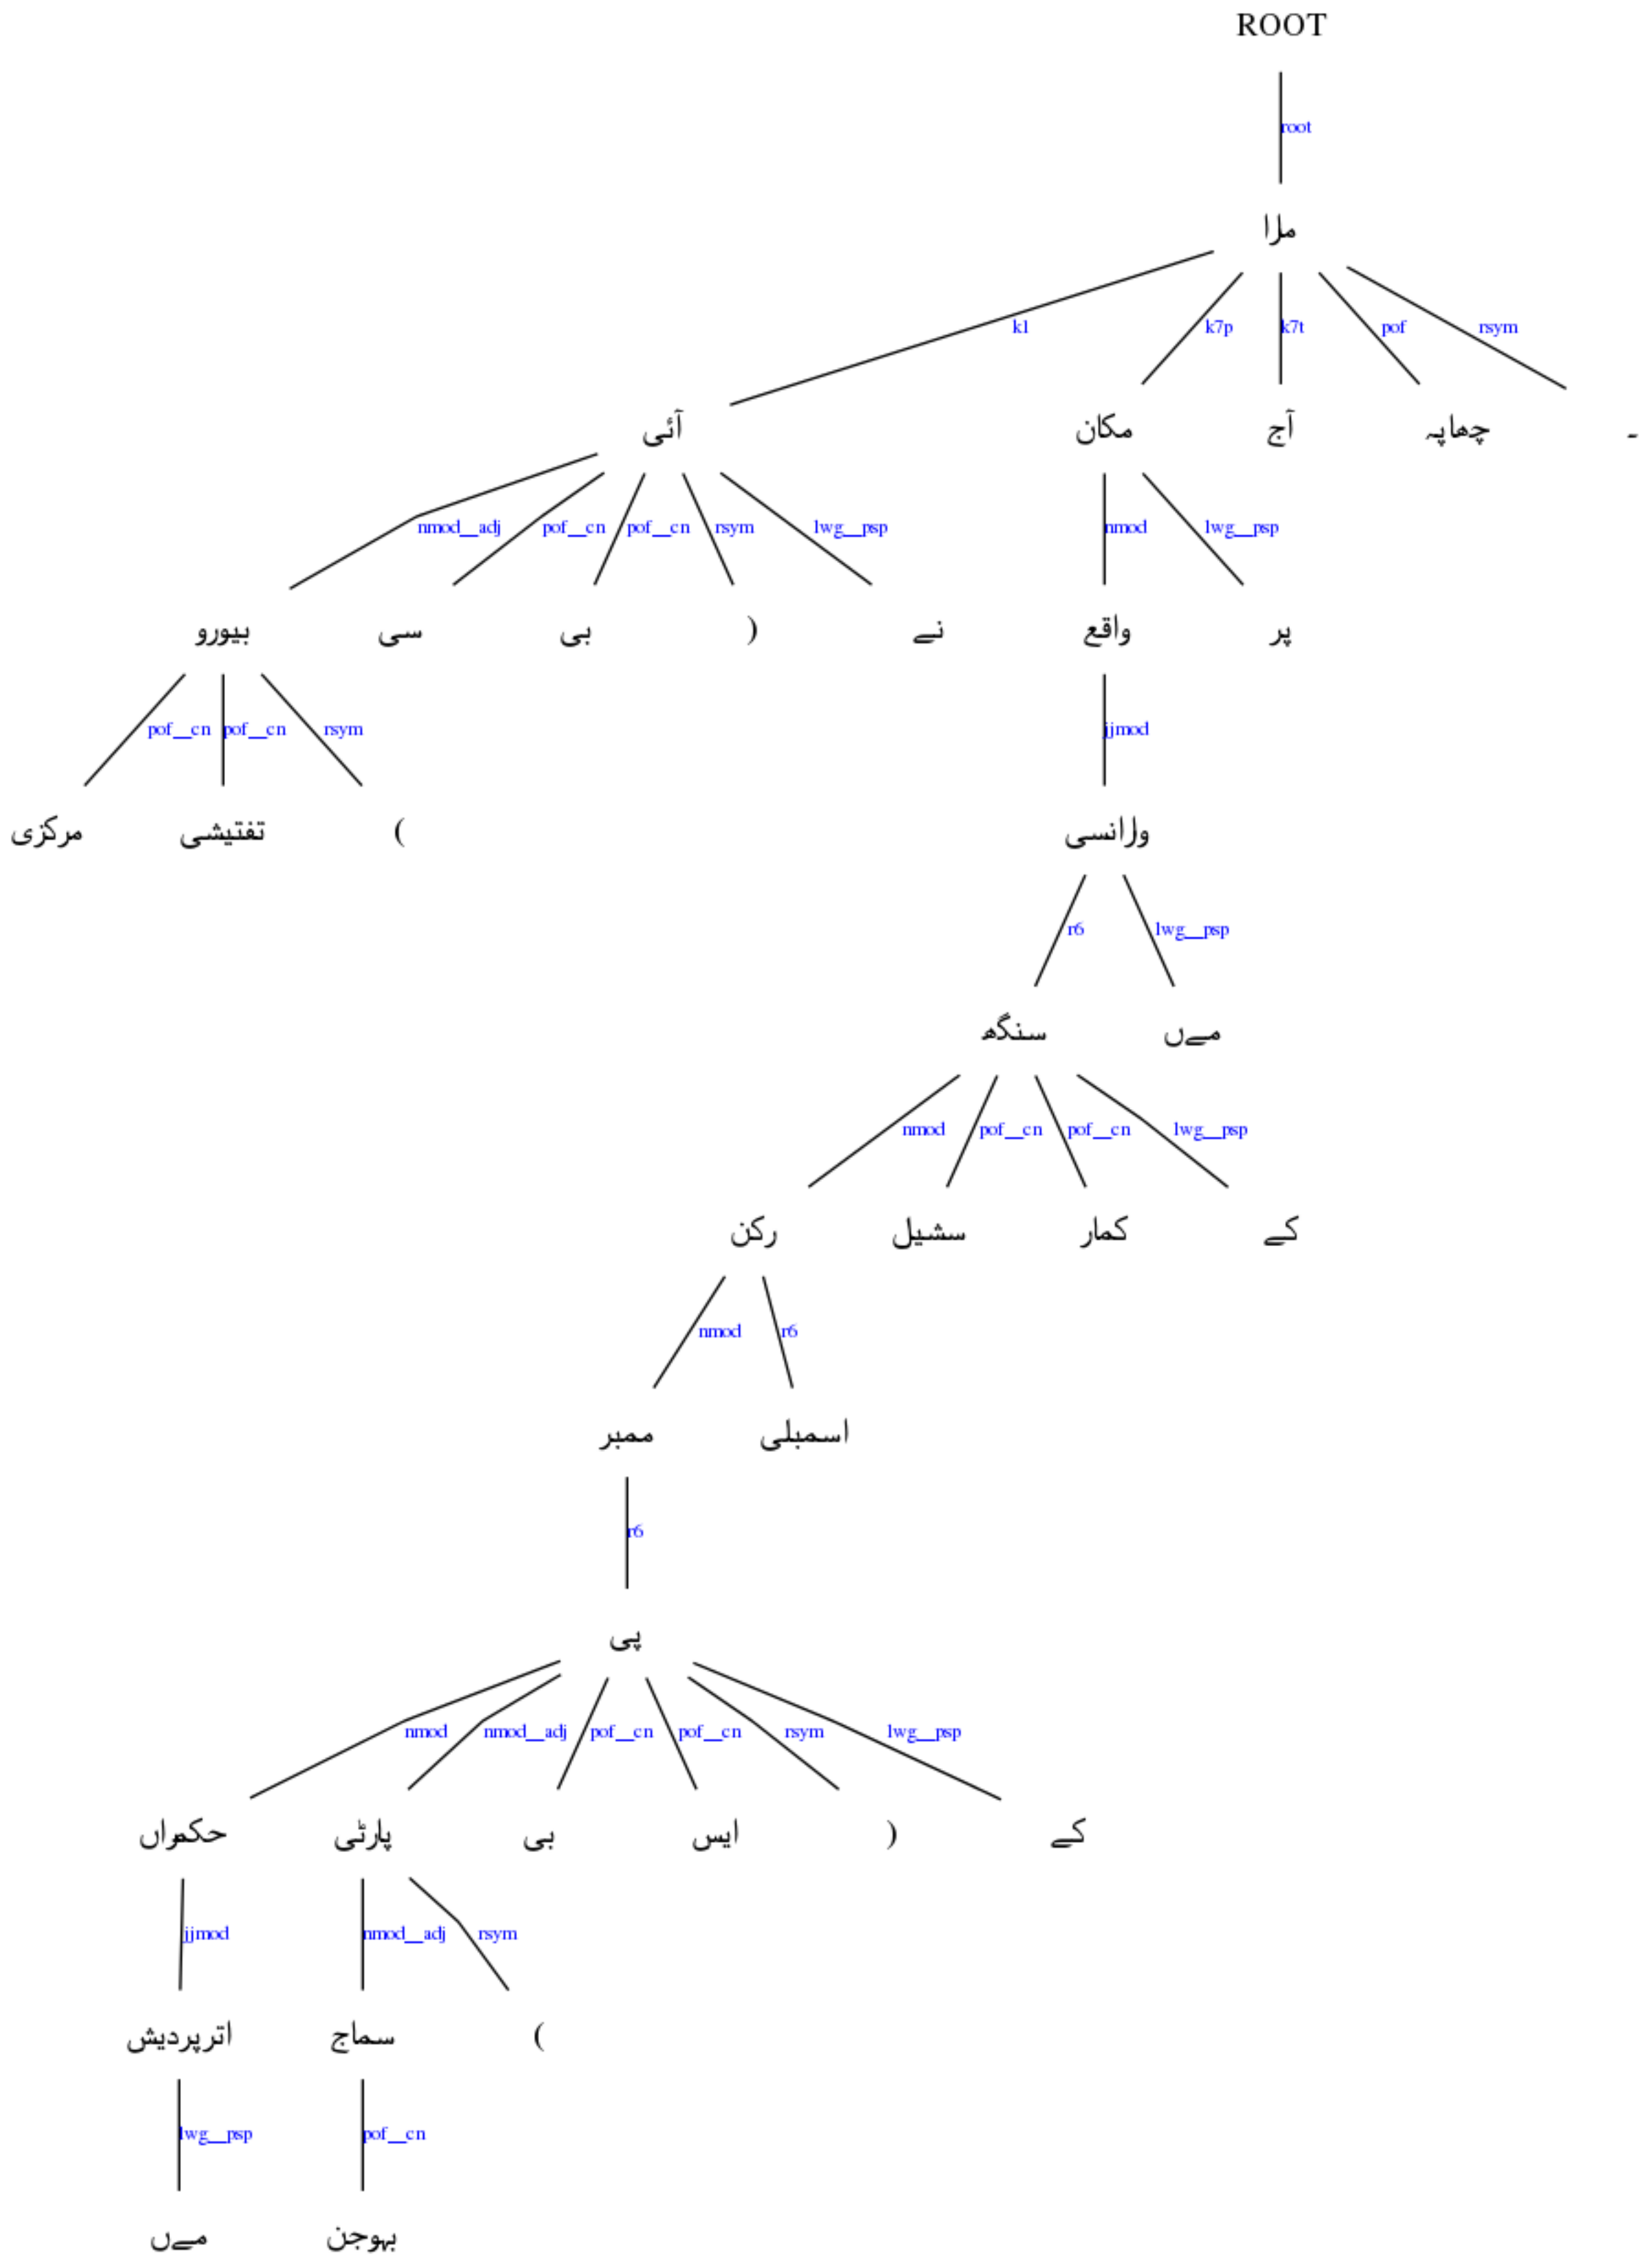 ROOT
root
مارا
k1 k7p k7t pof rsym
آئی مکان آج چھاپہ ۔
nmod__adj pof__cn pof__cn rsym lwg__psp nmod lwg__psp
بیورو سی بی ) نے واقع پر
pof__cn pof__cn rsym jjmod
مرکزی تفتیشی ( وارانسی
r6 lwg__psp
سنگھ مےں
nmod pof__cn pof__cn lwg__psp
رکن سشیل کمار کے
nmod r6
ممبر اسمبلی
r6
پی
nmod nmod__adj pof__cn pof__cn rsym lwg__psp
حکمراں پارٹی بی ایس ) کے
jjmod nmod__adj rsym
اترپردیش سماج (
lwg__psp pof__cn
مےں بہوجن